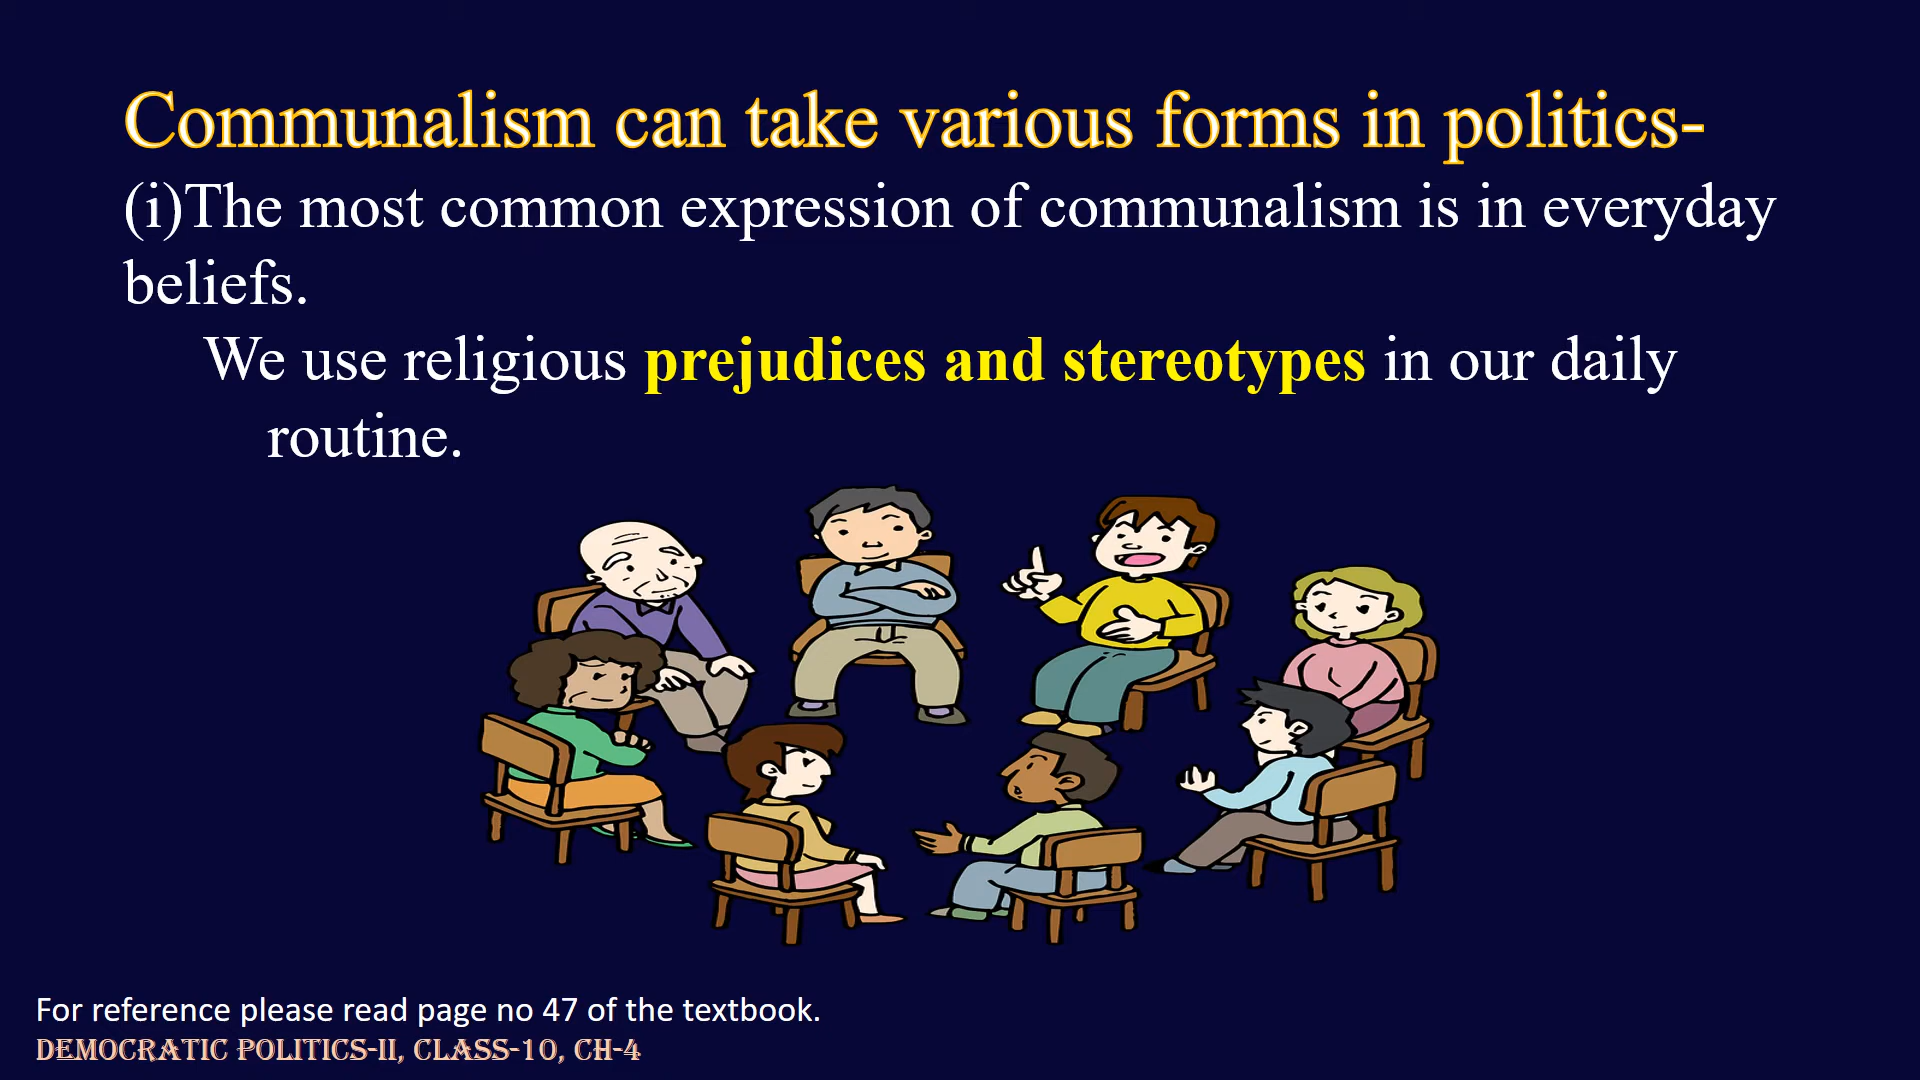 Communalism can take various forms in politics-
(i)The most common expression of communalism is in everyday
beliefs.
We use religious prejudices and stereotypes in our daily
routine.
For reference please read page no 47 of the textbook.
DEMOCRATIC POLITICS-II, CLASS-10, CH-4